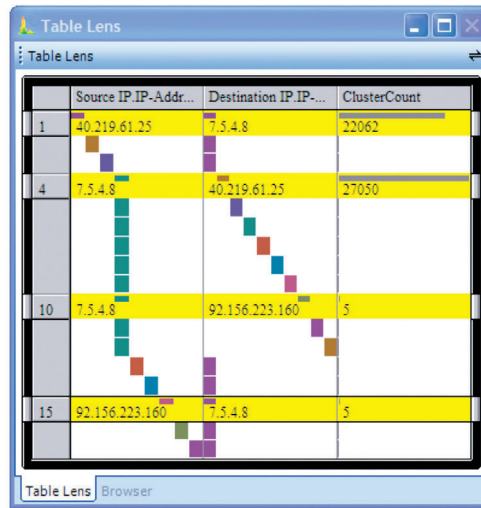 Table Lens
Table Lens
Source IP.IP-Addr... Destination IP.IP-... ClusterCount
1 40.219.61.25 7.5.4.8 22062
4 7.5.4.8 40.219.61.25 27050
10 7.5.4.8 92.156.223.160 5
15 92.156.223.160 7.5.4.8 5
Table Lens Browser